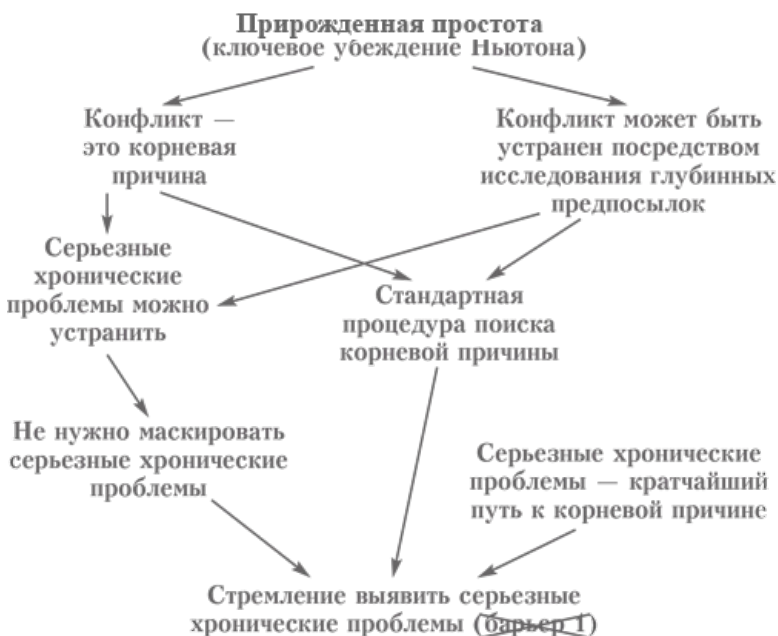 Прирожденная простота
(ключевое убеждение Ньютона)
Конфликт —
это корневая
причина
Конфликт может быть
устранен посредством
исследования глубинных
предпосылок
Серьезные
хронические
проблемы можно
устранить
Стандартная
процедура поиска
корневой причины
Не нужно маскировать
серьезные хронические
проблемы
Серьезные хронические
проблемы — кратчайший
путь к корневой причине
Стремление выявить серьезные
хронические проблемы (барьер 1)